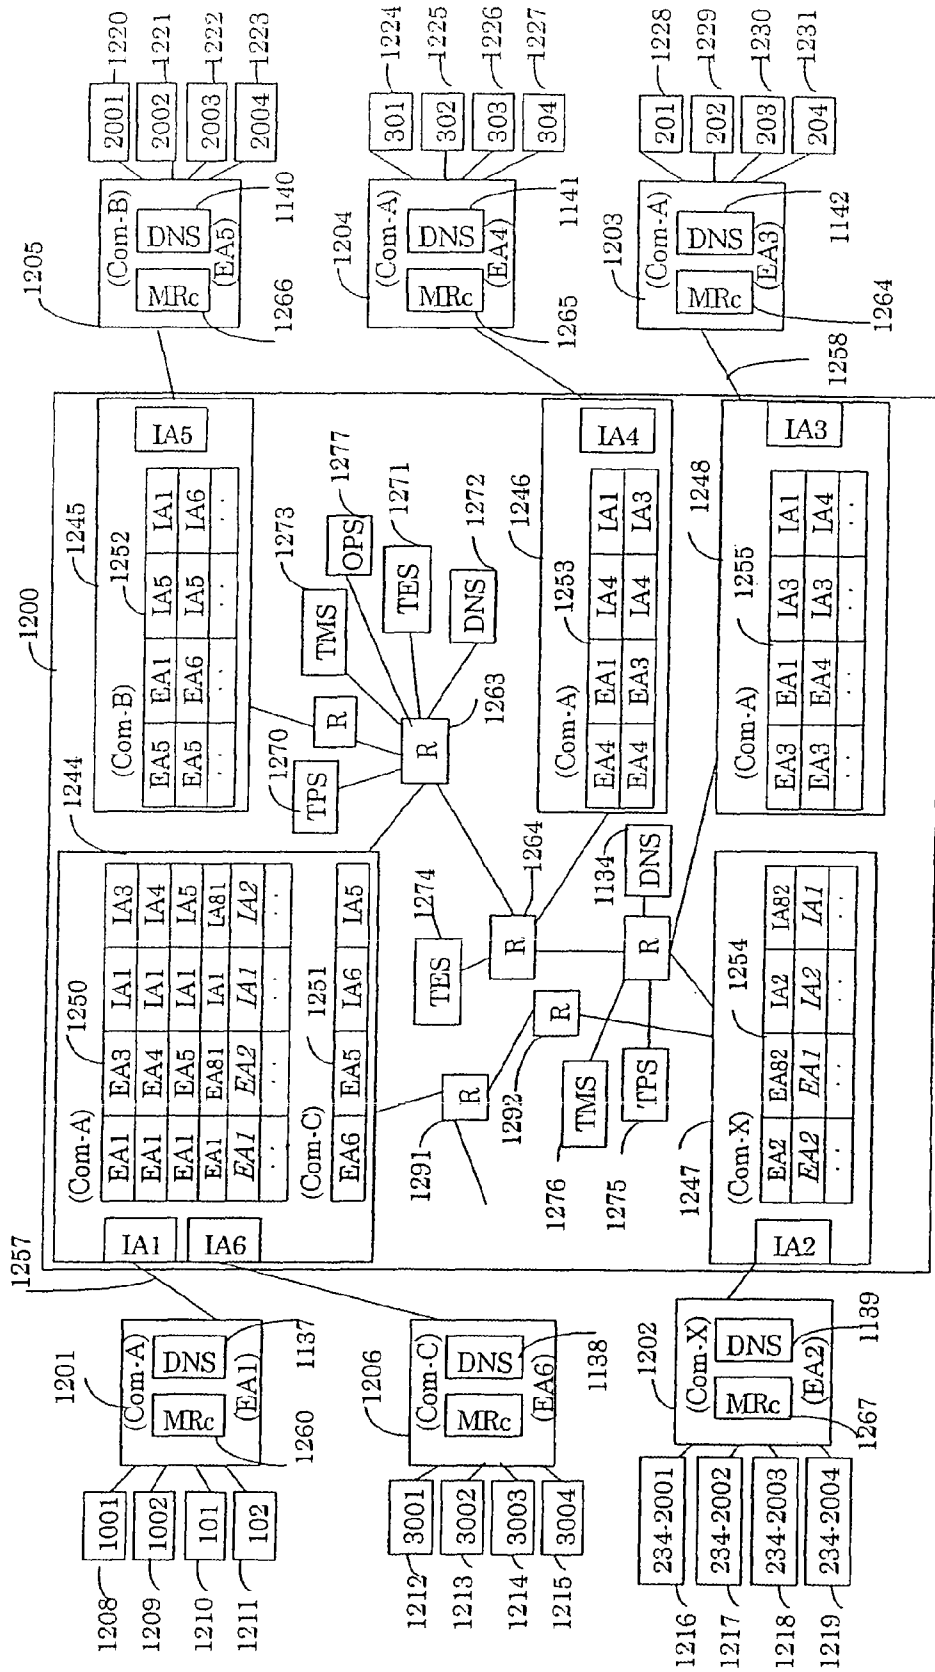 1208 1001
1209 1002
1210 101
1211 102
1201
(Com-A)
MRc DNS
(EA1)
1260 1137
1257
1212 3001
1213 3002
1214 3003
1215 3004
1206
(Com-C)
MRc DNS
(EA6)
1138
1216 234-2001
1217 234-2002
1218 234-2003
1219 234-2004
1202
(Com-X)
MRc DNS
(EA2)
1267 1139
1200
1244
IA1
IA6
(Com-A) 1250
EA1 EA3 IA1 IA3
EA1 EA4 IA1 IA4
EA1 EA5 IA1 IA5
EA1 EA81 IA1 IA81
EA1 EA2 IA1 IA2
. . . . . . . .
(Com-C) 1251
EA6 EA5 IA6 IA5
1245
(Com-B) 1252
EA5 EA1 IA5 IA1
EA5 EA6 IA5 IA6
. . . . . . . . . . .
IA5
1270 TPS
R
1273 TMS
1277 OPS
1271 TES
1272 DNS
R 1263
1274 TES
R 1264
1134 DNS
R
1291 R
1292 R
1276 TMS
1275 TPS
1246
(Com-A) 1253
EA4 EA1 IA4 IA1
EA4 EA3 IA4 IA3
IA4
1247
IA2
(Com-X) 1254
EA2 EA82 IA2 IA82
EA2 EA1 IA2 IA1
. . . . . . . .
1248
(Com-A) 1255
EA3 EA1 IA3 IA1
EA3 EA4 IA3 IA4
. . . . . . . . . . .
IA3
1258
1205
(Com-B)
MRc DNS
(EA5)
1266 1140
2001 1220
2002 1221
2003 1222
2004 1223
1204
(Com-A)
MRc DNS
(EA4)
1265 1141
301 1224
302 1225
303 1226
304 1227
1203
(Com-A)
MRc DNS
(EA3)
1264 1142
201 1228
202 1229
203 1230
204 1231